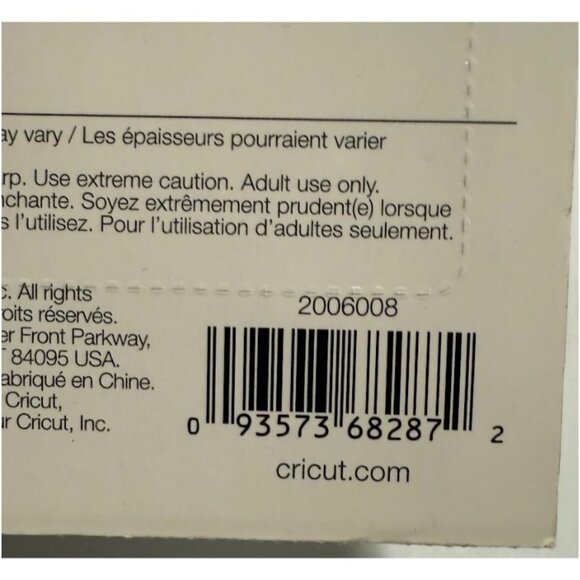 ay vary / Les épaisseurs pourraient varier
rp. Use extreme caution. Adult use only.
nchante. Soyez extrêmement prudent(e) lorsque
s l'utilisez. Pour l'utilisation d'adultes seulement.
c. All rights
roits réservés.
er Front Parkway,
T 84095 USA.
abriqué en Chine.
Cricut,
ur Cricut, Inc.
2006008
0 93573 68287 2
cricut.com